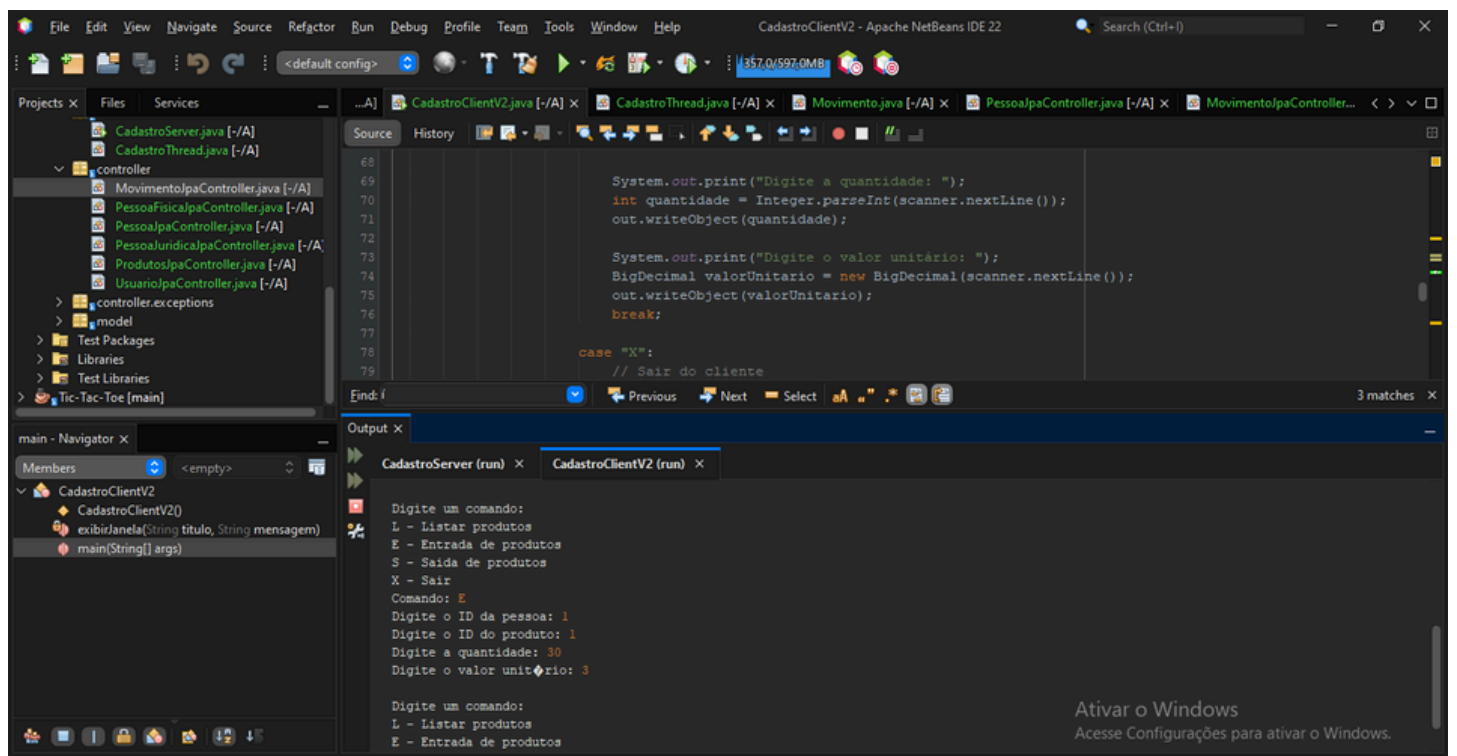 File Edit View Navigate Source Refactor Run Debug Profile Team Tools Window Help CadastroClientV2 - Apache NetBeans IDE 22 Search (Ctrl+I)
<default config> 357,0/597,0MB
Projects Files Services
CadastroServer.java [-/A]
CadastroThread.java [-/A]
controller
MovimentoJpaController.java [-/A]
PessoaFisicaJpaController.java [-/A]
PessoaJpaController.java [-/A]
PessoaJuridicaJpaController.java [-/A]
ProdutosJpaController.java [-/A]
UsuarioJpaController.java [-/A]
controller.exceptions
model
Test Packages
Libraries
Test Libraries
Tic-Tac-Toe [main]
...A] CadastroClientV2.java [-/A] CadastroThread.java [-/A] Movimento.java [-/A] PessoaJpaController.java [-/A] MovimentoJpaController...
Source History
68
69 System.out.print("Digite a quantidade: ");
70 int quantidade = Integer.parseInt(scanner.nextLine());
71 out.writeObject(quantidade);
72
73 System.out.print("Digite o valor unitário: ");
74 BigDecimal valorUnitario = new BigDecimal(scanner.nextLine());
75 out.writeObject(valorUnitario);
76 break;
77
78 case "X":
79 // Sair do cliente
Find: Previous Next Select aA 3 matches
main - Navigator
Members <empty>
CadastroClientV2
CadastroClientV2()
exibirJanela(String titulo, String mensagem)
main(String[] args)
Output
CadastroServer (run) CadastroClientV2 (run)
Digite um comando:
L - Listar produtos
E - Entrada de produtos
S - Saida de produtos
X - Sair
Comando: E
Digite o ID da pessoa: 1
Digite o ID do produto: 1
Digite a quantidade: 30
Digite o valor unit�rio: 3
Digite um comando:
L - Listar produtos
E - Entrada de produtos
Ativar o Windows
Acesse Configurações para ativar o Windows.